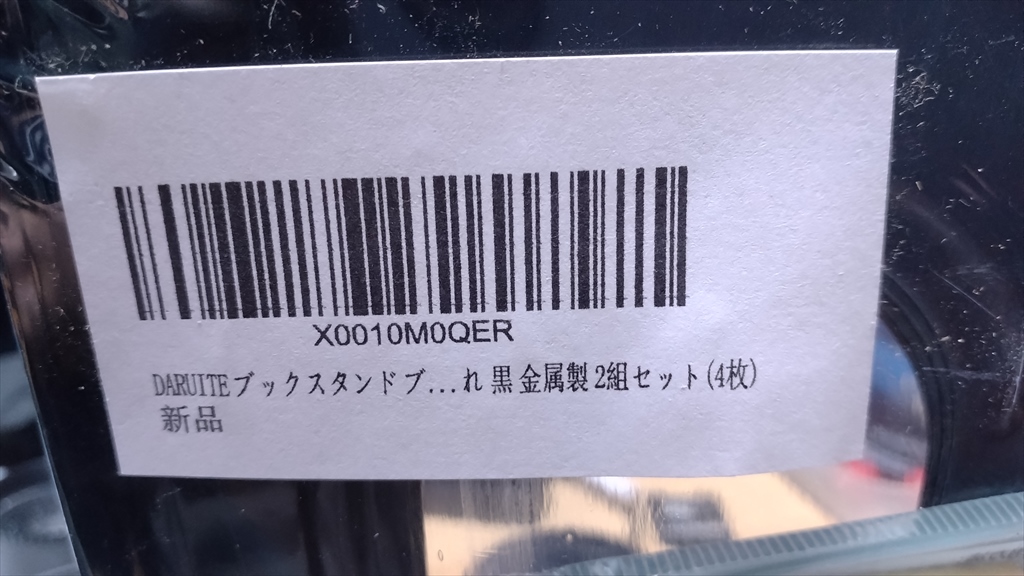 X0010M0QER
DARUITEブックスタンドブ...れ 黒 金属製 2組セット(4枚)
新品